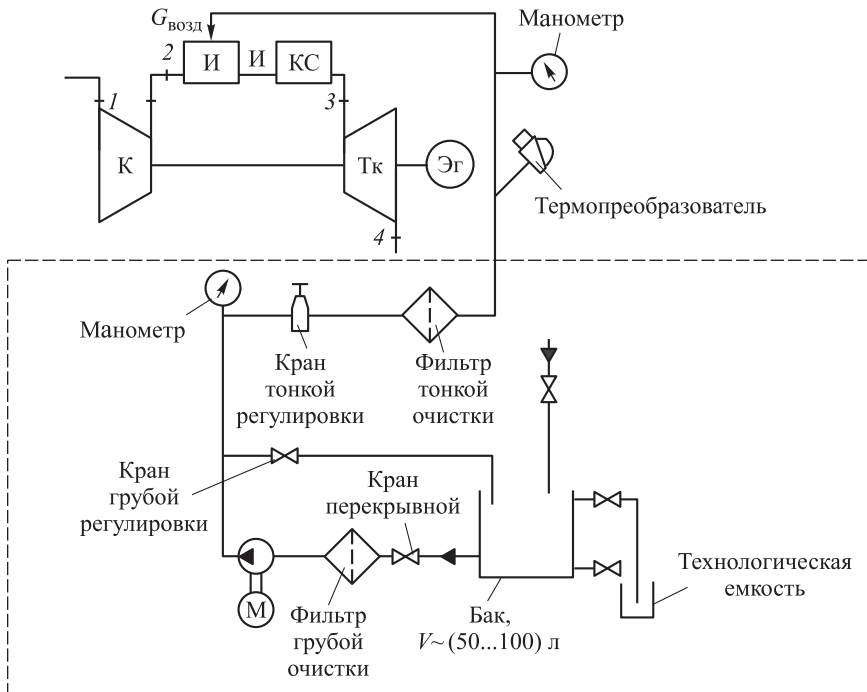 Gвозд
Манометр
2
И
И
КС
1
3
К
Тк
Эг
Термопреобразователь
4
Манометр
Кран
тонкой
регулировки
Фильтр
тонкой
очистки
Кран
грубой
регулировки
Кран
перекрывной
М
Фильтр
грубой
очистки
Бак,
V~ (50...100) л
Технологическая
емкость